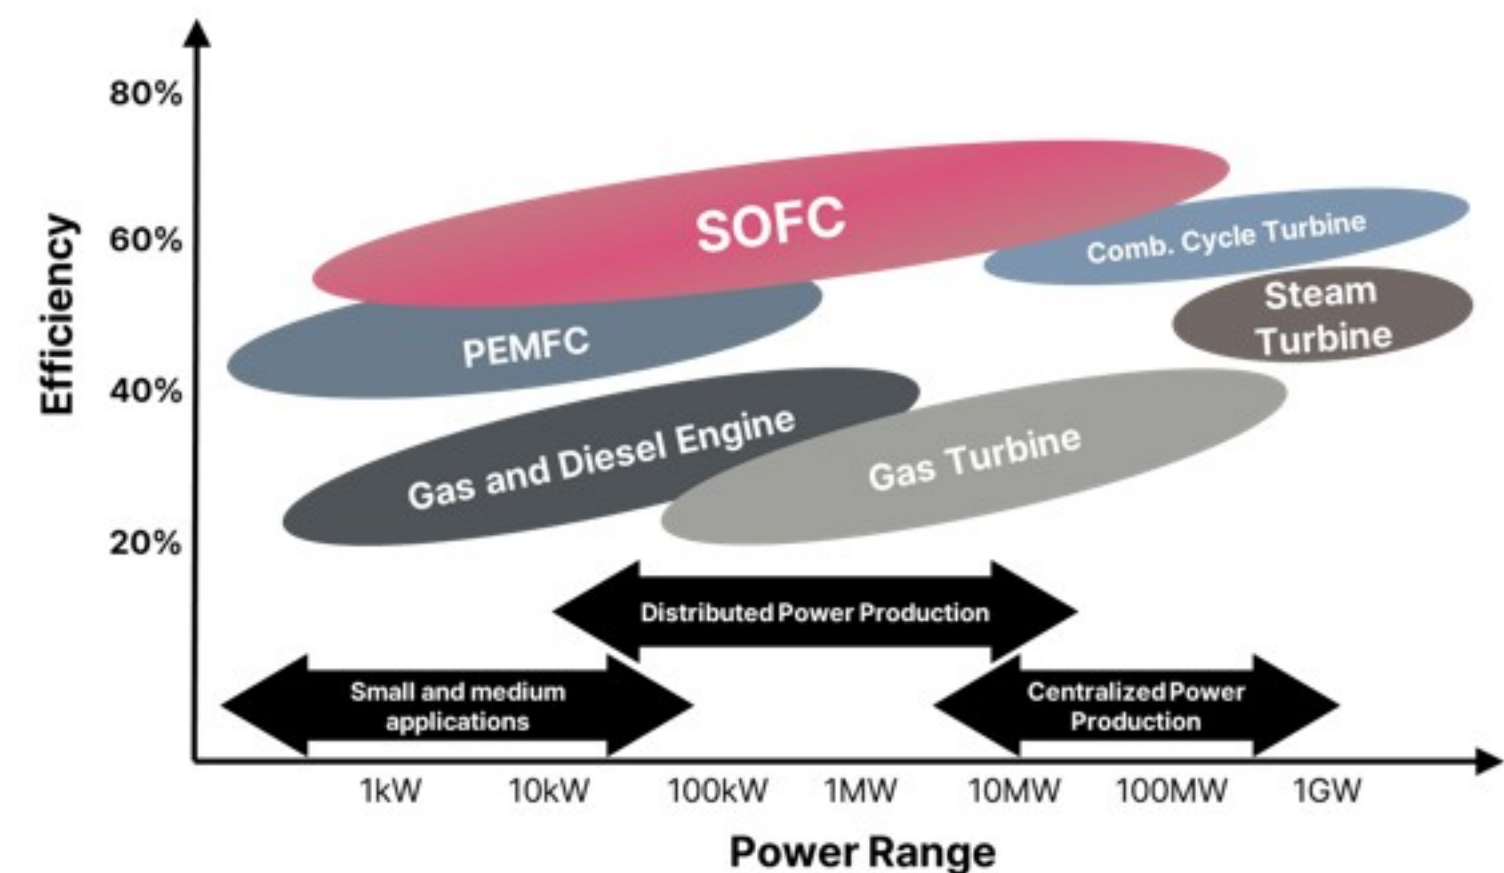 80%
60%
40%
20%
Efficiency
SOFC
Comb. Cycle Turbine
Steam
Turbine
PEMFC
Gas and Diesel Engine
Gas Turbine
Distributed Power Production
Small and medium
applications
Centralized Power
Production
1kW
10kW
100kW
1MW
10MW
100MW
1GW
Power Range